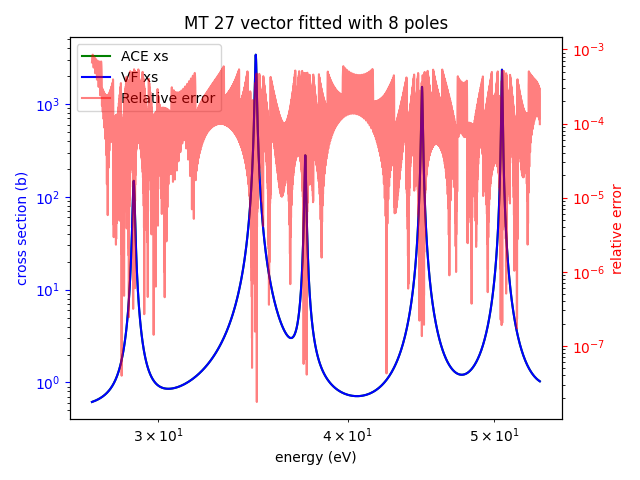 MT 27 vector fitted with 8 poles
ACE xs
VF xs
Relative error
10³
10²
10¹
10⁰
cross section (b)
10⁻³
10⁻⁴
10⁻⁵
10⁻⁶
10⁻⁷
relative error
3 × 10¹
4 × 10¹
5 × 10¹
energy (eV)